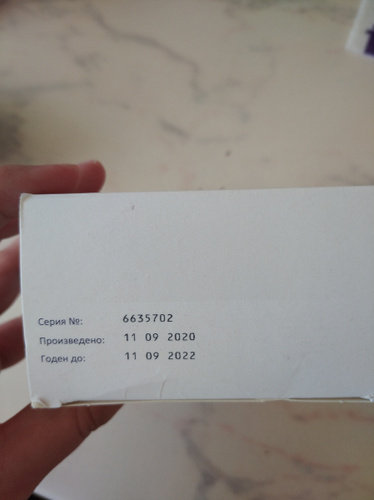 Серия №: 6635702
Произведено: 11 09 2020
Годен до: 11 09 2022